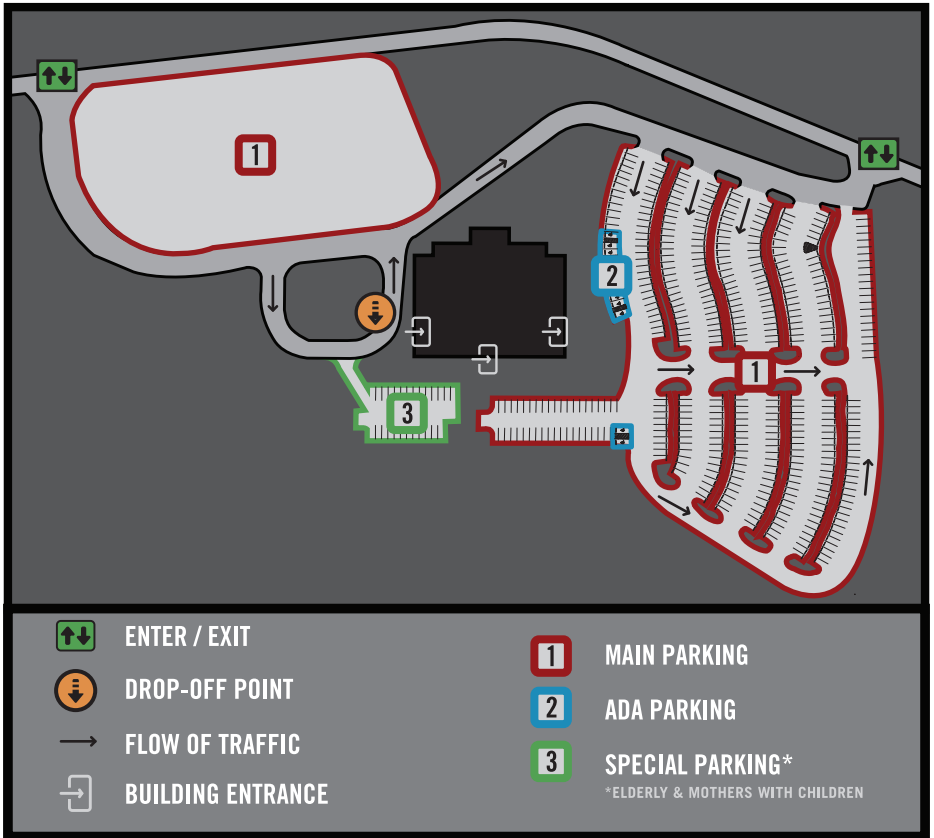 1
2
1
3
ENTER / EXIT
DROP-OFF POINT
FLOW OF TRAFFIC
BUILDING ENTRANCE
1 MAIN PARKING
2 ADA PARKING
3 SPECIAL PARKING*
*ELDERLY & MOTHERS WITH CHILDREN